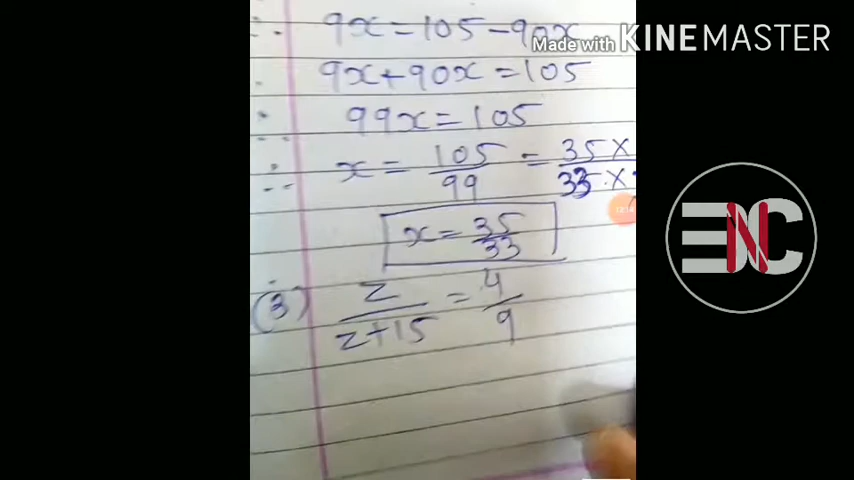 ∴ 9x = 105 - 90x
∴ 9x + 90x = 105
∴ 99x = 105
∴ x = 105/99 = 35 ×/33 ×
x = 35/33
(3) z/z+15 = 4/9
Made with KINEMASTER
ENC